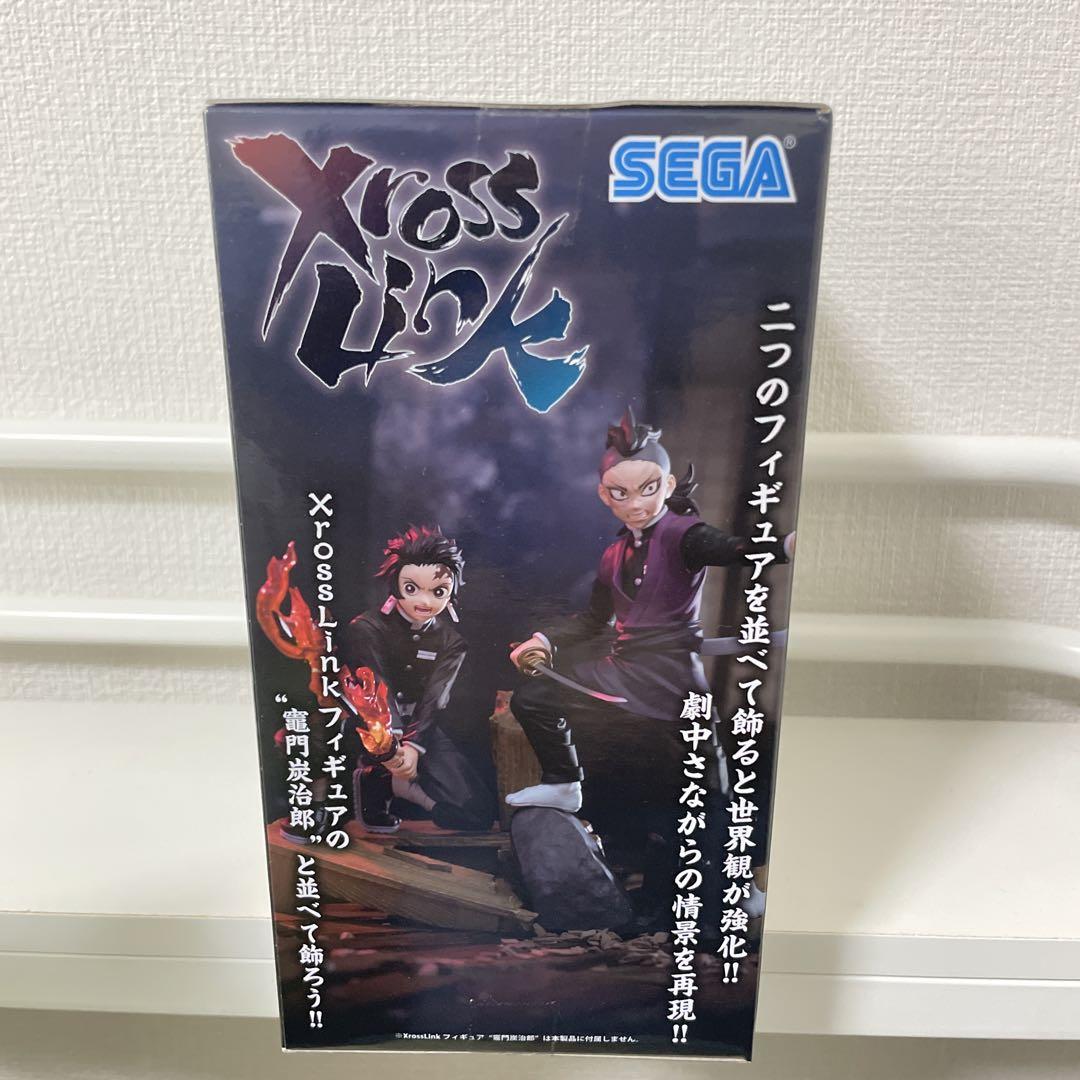 Xross
Link
SEGA®
二つのフィギュアを並べて飾ると世界観が強化!!
劇中さながらの情景を再現!!
XrossLinkフィギュアの
“竈門炭治郎”と並べて飾ろう!!
※XrossLink フィギュア “竈門炭治郎” は本製品に付属しません。